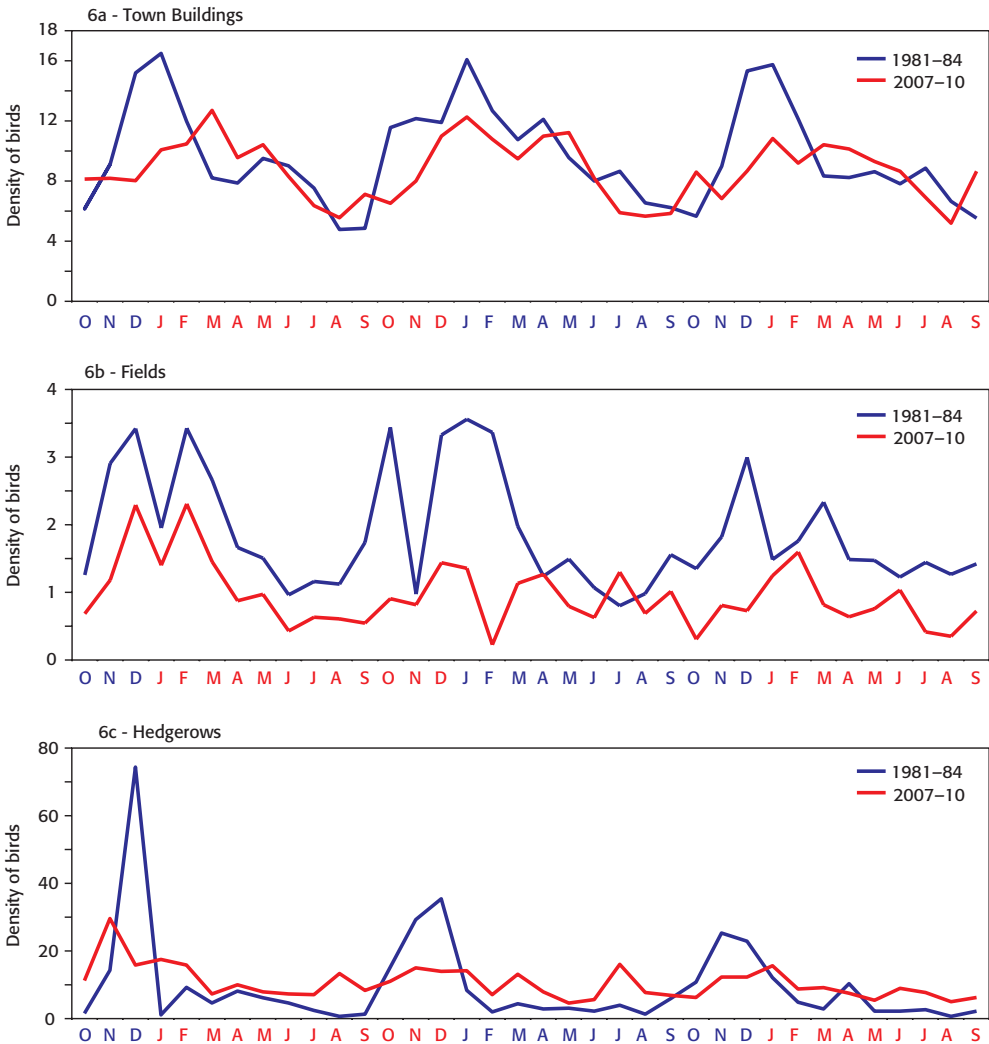 6a - Town Buildings
18
16
12
8
4
0
Density of birds
1981–84
2007–10
O N D J F M A M J J A S O N D J F M A M J J A S O N D J F M A M J J A S
6b - Fields
4
3
2
1
0
Density of birds
1981–84
2007–10
O N D J F M A M J J A S O N D J F M A M J J A S O N D J F M A M J J A S
6c - Hedgerows
80
60
40
20
0
Density of birds
1981–84
2007–10
O N D J F M A M J J A S O N D J F M A M J J A S O N D J F M A M J J A S